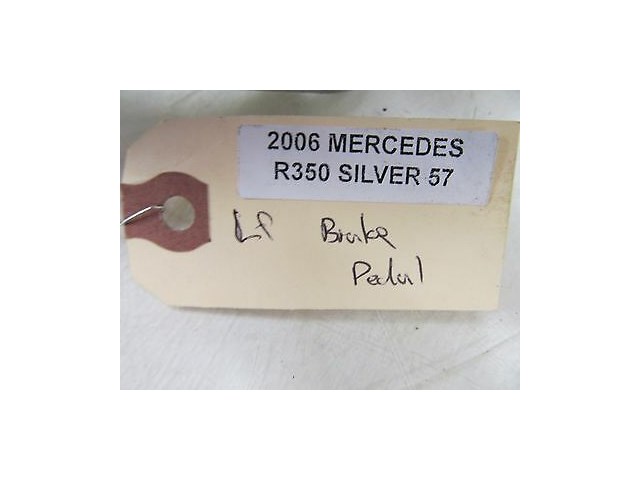 2006 MERCEDES
R350 SILVER 57
Lf Brake
Pedal